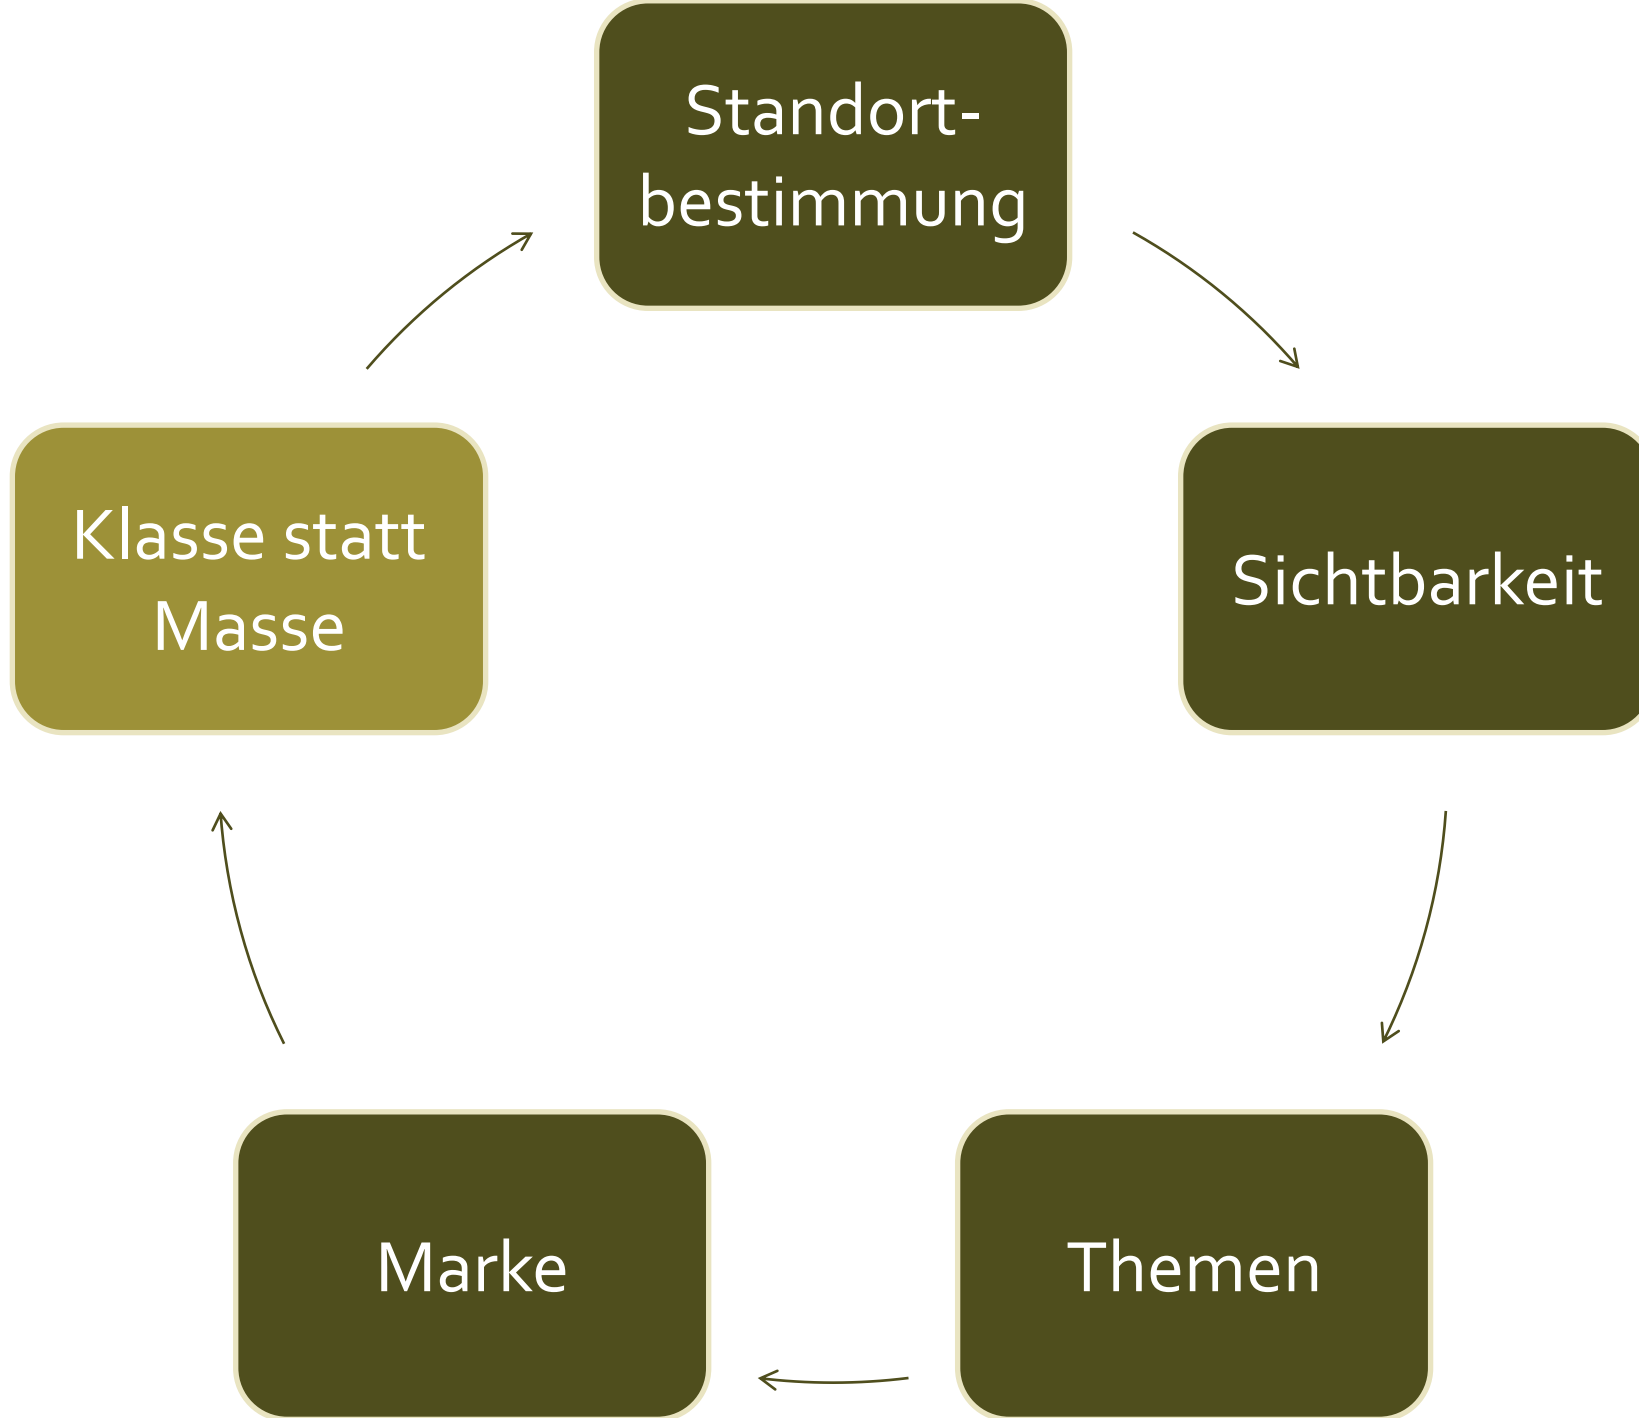 Standort-
bestimmung
Sichtbarkeit
Themen
Marke
Klasse statt
Masse